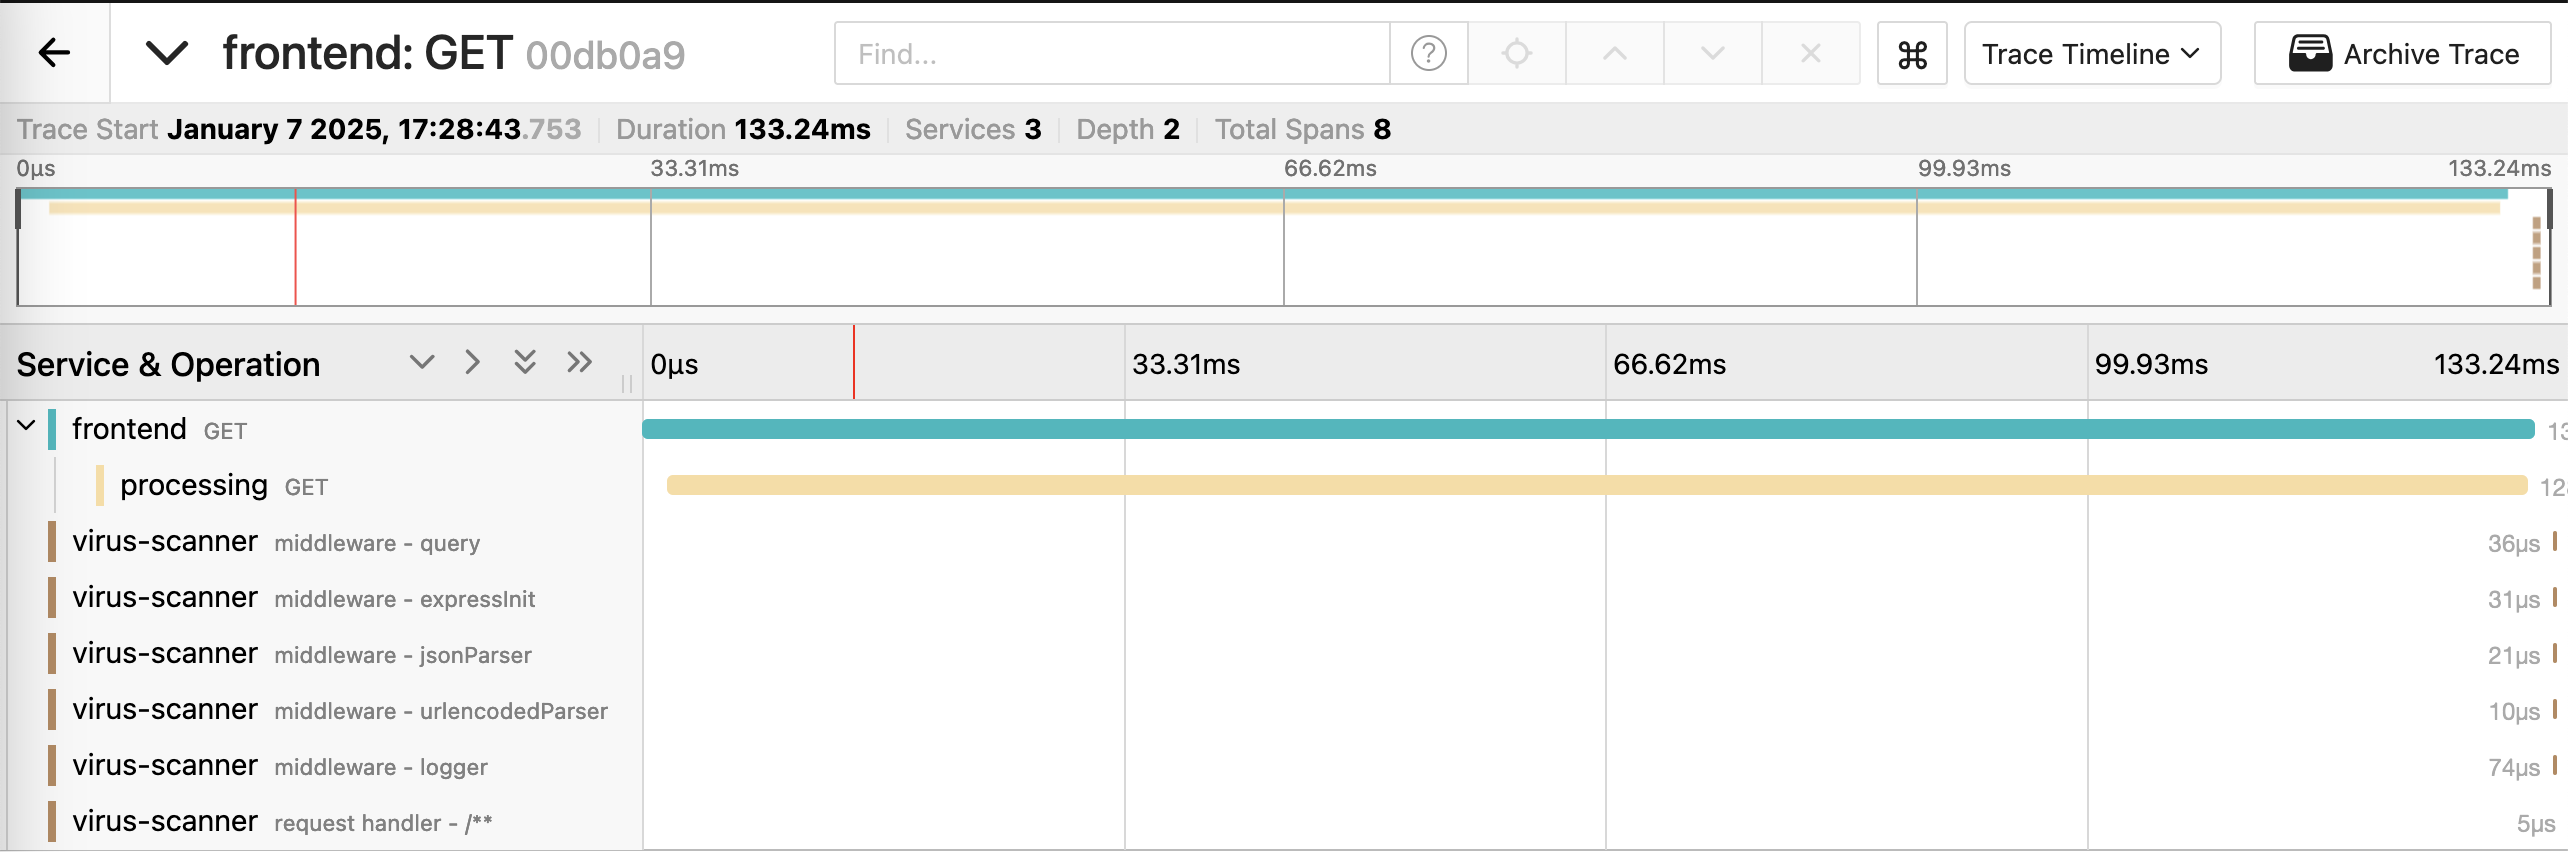 frontend: GET 00db0a9 Find... ? Trace Timeline Archive Trace
Trace Start January 7 2025, 17:28:43.753 Duration 133.24ms Services 3 Depth 2 Total Spans 8
0μs 33.31ms 66.62ms 99.93ms 133.24ms
Service & Operation 0μs 33.31ms 66.62ms 99.93ms 133.24ms
frontend GET
processing GET
virus-scanner middleware - query 36μs
virus-scanner middleware - expressInit 31μs
virus-scanner middleware - jsonParser 21μs
virus-scanner middleware - urlencodedParser 10μs
virus-scanner middleware - logger 74μs
virus-scanner request handler - /** 5μs